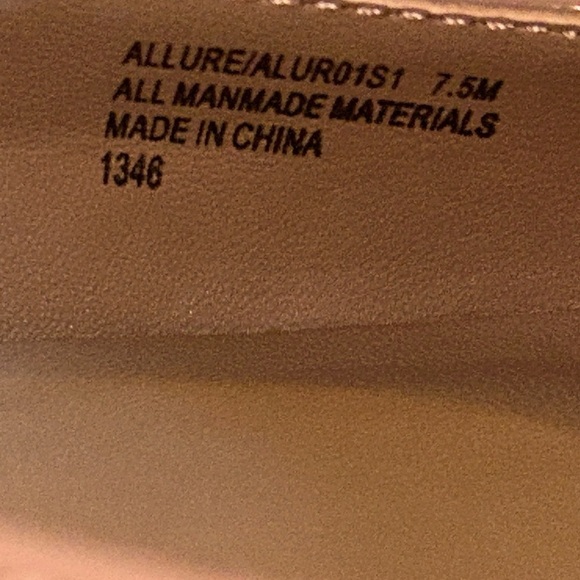 ALLURE/ALUR01S1 7.5M
ALL MANMADE MATERIALS
MADE IN CHINA
1346